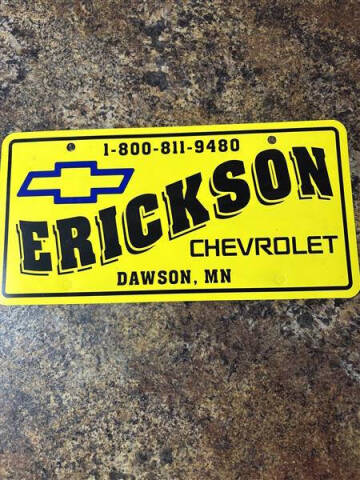 1-800-811-9480
ERICKSON
CHEVROLET
DAWSON, MN